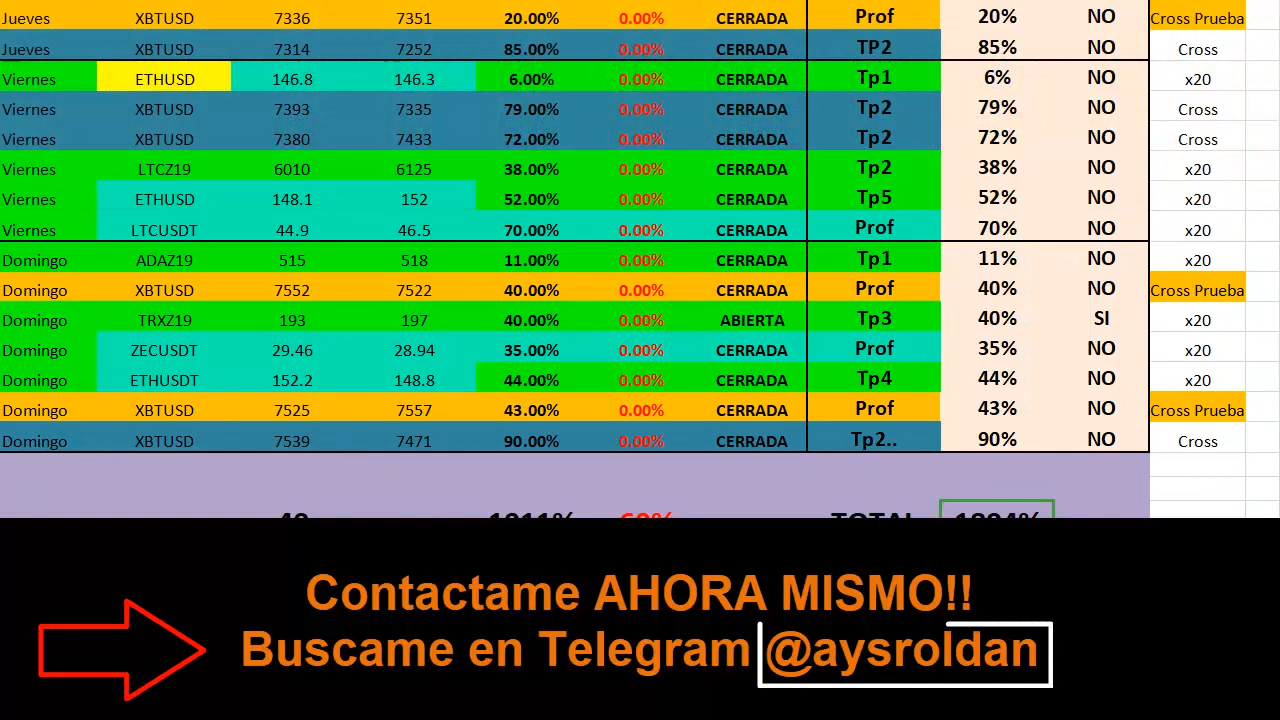 Jueves XBTUSD 7336 7351 20.00% 0.00% CERRADA Prof 20% NO Cross Prueba
Jueves XBTUSD 7314 7252 85.00% 0.00% CERRADA TP2 85% NO Cross
Viernes ETHUSD 146.8 146.3 6.00% 0.00% CERRADA Tp1 6% NO x20
Viernes XBTUSD 7393 7335 79.00% 0.00% CERRADA Tp2 79% NO Cross
Viernes XBTUSD 7380 7433 72.00% 0.00% CERRADA Tp2 72% NO Cross
Viernes LTCZ19 6010 6125 38.00% 0.00% CERRADA Tp2 38% NO x20
Viernes ETHUSD 148.1 152 52.00% 0.00% CERRADA Tp5 52% NO x20
Viernes LTCUSDT 44.9 46.5 70.00% 0.00% CERRADA Prof 70% NO x20
Domingo ADAZ19 515 518 11.00% 0.00% CERRADA Tp1 11% NO x20
Domingo XBTUSD 7552 7522 40.00% 0.00% CERRADA Prof 40% NO Cross Prueba
Domingo TRXZ19 193 197 40.00% 0.00% ABIERTA Tp3 40% SI x20
Domingo ZECUSDT 29.46 28.94 35.00% 0.00% CERRADA Prof 35% NO x20
Domingo ETHUSDT 152.2 148.8 44.00% 0.00% CERRADA Tp4 44% NO x20
Domingo XBTUSD 7525 7557 43.00% 0.00% CERRADA Prof 43% NO Cross Prueba
Domingo XBTUSD 7539 7471 90.00% 0.00% CERRADA Tp2.. 90% NO Cross
TOTAL
Contactame AHORA MISMO!!
Buscame en Telegram @aysroldan